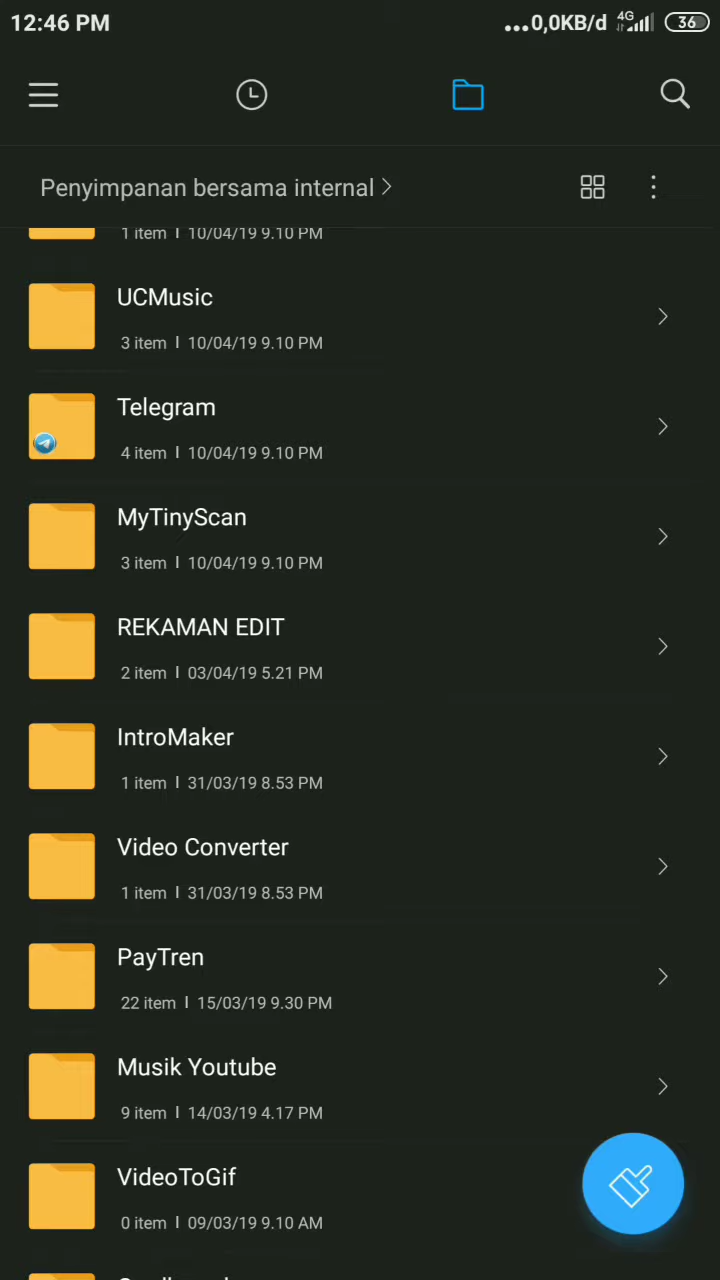 12:46 PM
...0,0KB/d 4G 36
Penyimpanan bersama internal
1 item | 10/04/19 9.10 PM
UCMusic
3 item | 10/04/19 9.10 PM
Telegram
4 item | 10/04/19 9.10 PM
MyTinyScan
3 item | 10/04/19 9.10 PM
REKAMAN EDIT
2 item | 03/04/19 5.21 PM
IntroMaker
1 item | 31/03/19 8.53 PM
Video Converter
1 item | 31/03/19 8.53 PM
PayTren
22 item | 15/03/19 9.30 PM
Musik Youtube
9 item | 14/03/19 4.17 PM
VideoToGif
0 item | 09/03/19 9.10 AM